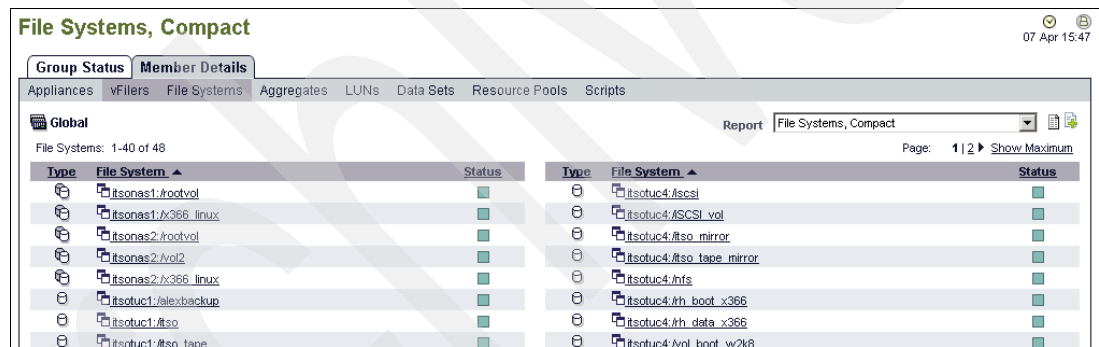 File Systems, Compact
07 Apr 15:47
Group Status Member Details
Appliances vFilers File Systems Aggregates LUNs Data Sets Resource Pools Scripts
Global Report File Systems, Compact
File Systems: 1-40 of 48 Page: 1 | 2 Show Maximum
Type File System Status Type File System Status
itsonas1:/rootvol itsotuc4:/iscsi
itsonas1:/x366_linux itsotuc4:/ISCSI_vol
itsonas2:/rootvol itsotuc4:/itso_mirror
itsonas2:/vol2 itsotuc4:/itso_tape_mirror
itsonas2:/x366_linux itsotuc4:/nfs
itsotuc1:/alexbackup itsotuc4:/rh_boot_x366
itsotuc1:/itso itsotuc4:/rh_data_x366
itsotuc1:/itso_tape itsotuc4:/vol_boot_w2k8